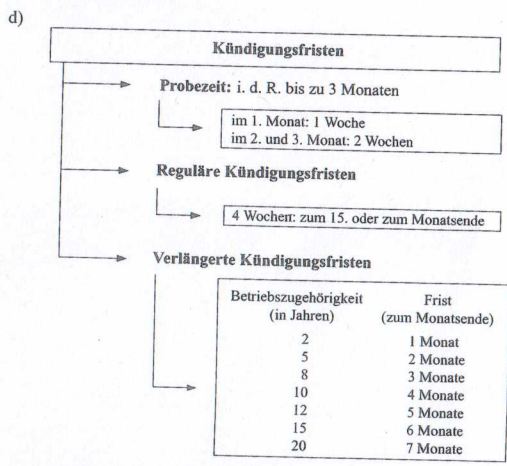 d)
Kündigungsfristen
Probezeit: i. d. R. bis zu 3 Monaten
im 1. Monat: 1 Woche
im 2. und 3. Monat: 2 Wochen
Reguläre Kündigungsfristen
4 Wochen: zum 15. oder zum Monatsende
Verlängerte Kündigungsfristen
Betriebszugehörigkeit Frist
(in Jahren) (zum Monatsende)
2 1 Monat
5 2 Monate
8 3 Monate
10 4 Monate
12 5 Monate
15 6 Monate
20 7 Monate